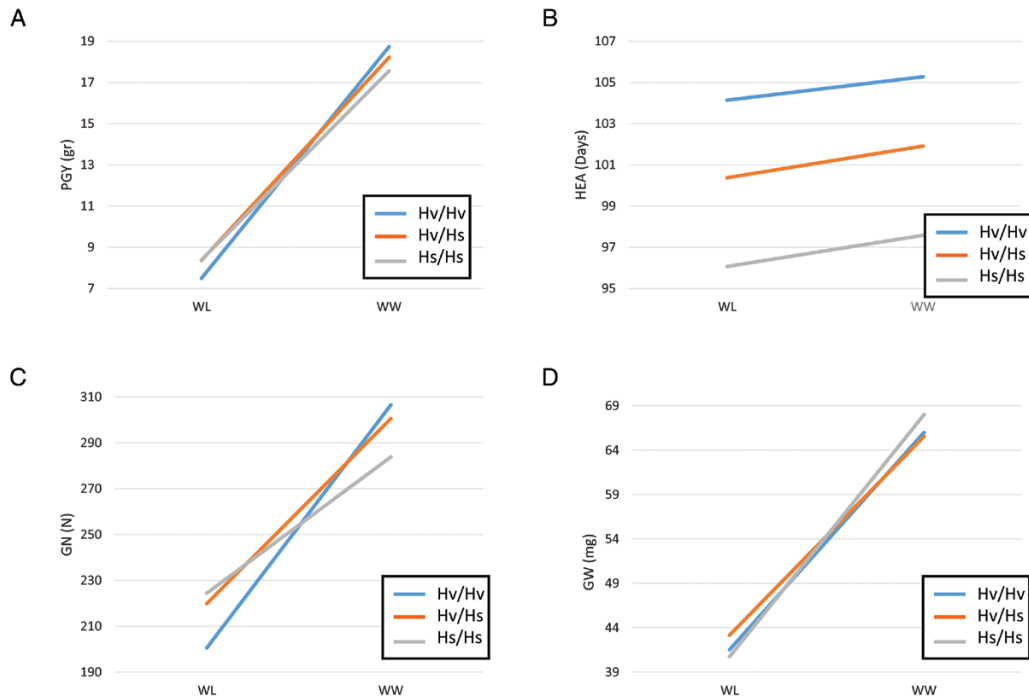 A
PGY (gr)
19
17
15
13
11
9
7
WL
WW
Hv/Hv
Hv/Hs
Hs/Hs
B
HEA (Days)
107
105
103
101
99
97
95
WL
WW
Hv/Hv
Hv/Hs
Hs/Hs
C
GN (N)
310
290
270
250
230
210
190
WL
WW
Hv/Hv
Hv/Hs
Hs/Hs
D
GW (mg)
69
64
59
54
49
44
39
WL
WW
Hv/Hv
Hv/Hs
Hs/Hs